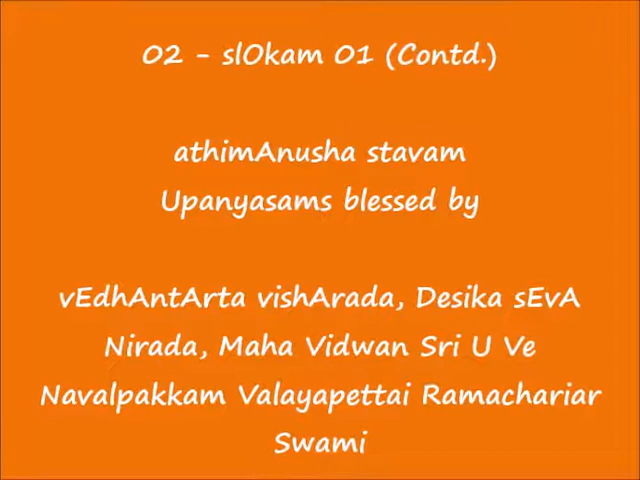 02 - slOkam 01 (Contd.)
athimAnusha stavam
Upanyasams blessed by
vEdhAntArta vishArada, Desika sEvA
Nirada, Maha Vidwan Sri U Ve
Navalpakkam Valayapettai Ramachariar
Swami